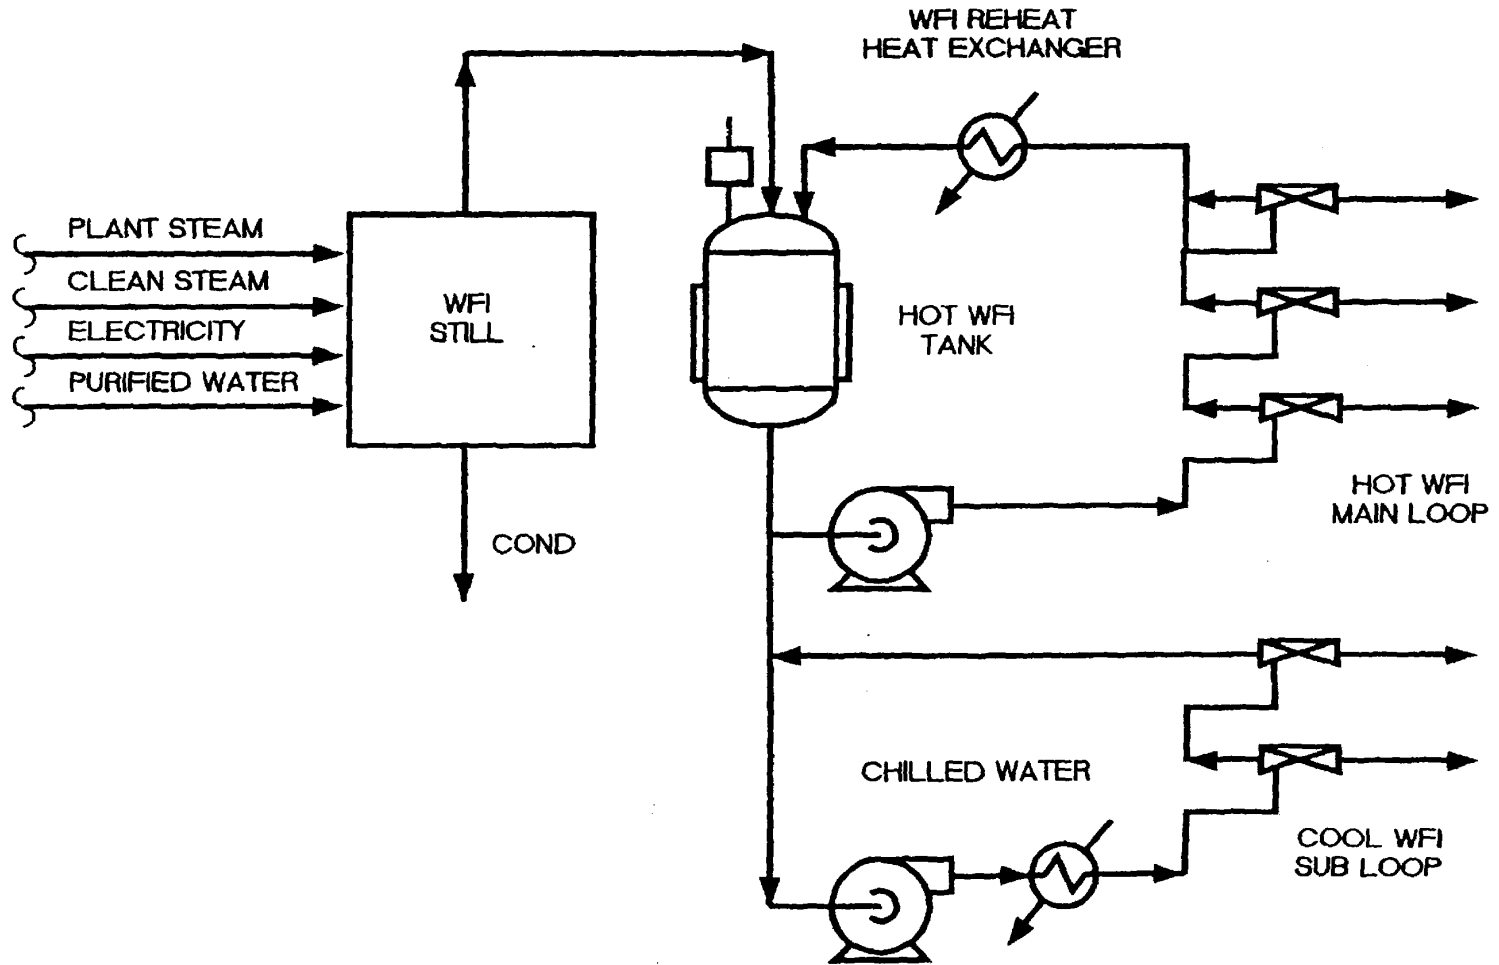 WFI REHEAT
HEAT EXCHANGER
PLANT STEAM
CLEAN STEAM
ELECTRICITY
PURIFIED WATER
WFI
STILL
HOT WFI
TANK
HOT WFI
MAIN LOOP
COND
CHILLED WATER
COOL WFI
SUB LOOP